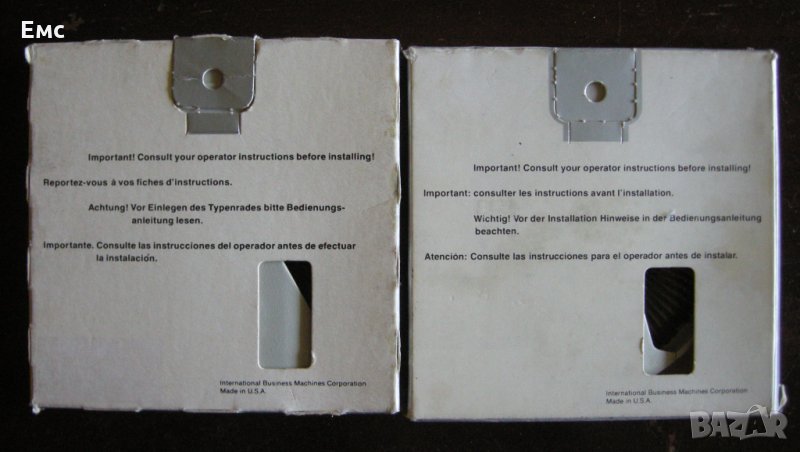 Emc
Important! Consult your operator instructions before installing!
Reportez-vous à vos fiches d'instructions.
Achtung! Vor Einlegen des Typenrades bitte Bedienungs-
anleitung lesen.
Importante. Consulte las instrucciones del operador antes de efectuar
la instalación.
International Business Machines Corporation
Made in U.S.A.
Important! Consult your operator instructions before installing!
Important: consulter les instructions avant l'installation.
Wichtig! Vor der Installation Hinweise in der Bedienungsanleitung
beachten.
Atención: Consulte las instrucciones para el operador antes de instalar.
International Business Machines Corporation
Made in U.S.A.
BAZAR